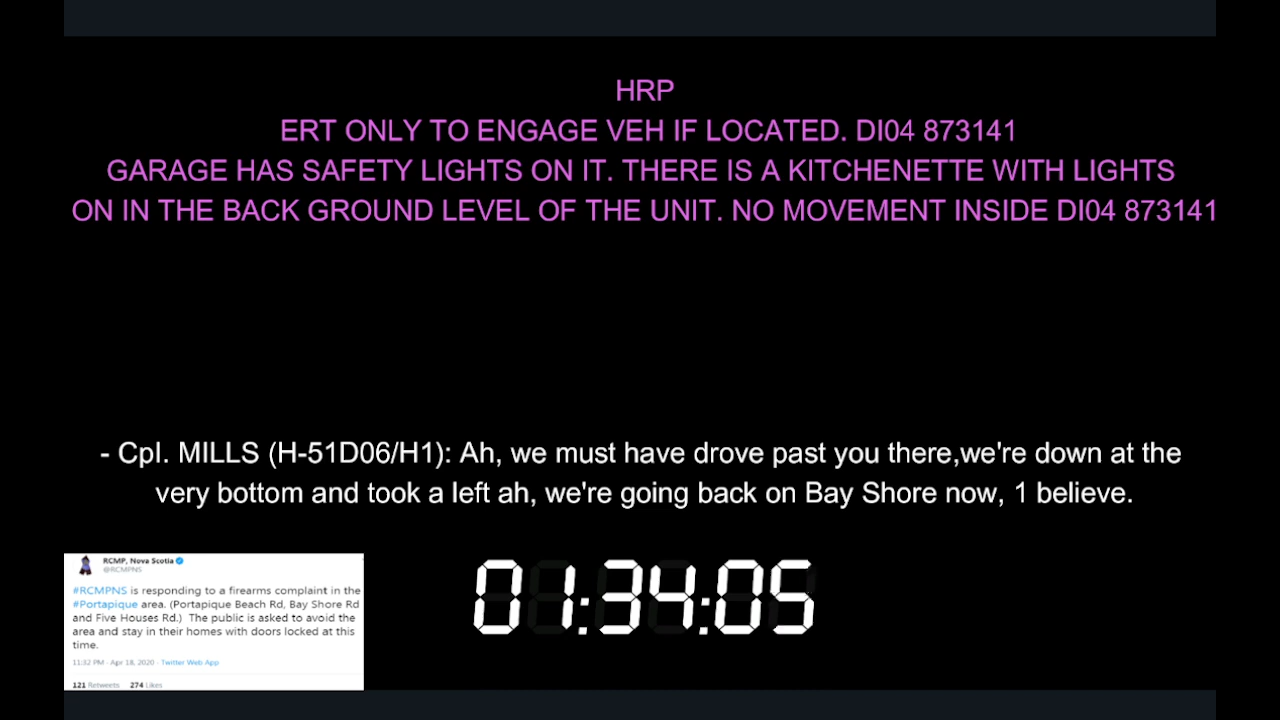 HRP
ERT ONLY TO ENGAGE VEH IF LOCATED. DI04 873141
GARAGE HAS SAFETY LIGHTS ON IT. THERE IS A KITCHENETTE WITH LIGHTS
ON IN THE BACK GROUND LEVEL OF THE UNIT. NO MOVEMENT INSIDE DI04 873141
- Cpl. MILLS (H-51D06/H1): Ah, we must have drove past you there,we're down at the
very bottom and took a left ah, we're going back on Bay Shore now, 1 believe.
RCMP, Nova Scotia
@RCMPNS
#RCMPNS is responding to a firearms complaint in the
#Portapique area. (Portapique Beach Rd, Bay Shore Rd
and Five Houses Rd.) The public is asked to avoid the
area and stay in their homes with doors locked at this
time.
11:32 PM - Apr 18, 2020 - Twitter Web App
121 Retweets 274 Likes
01:34:05